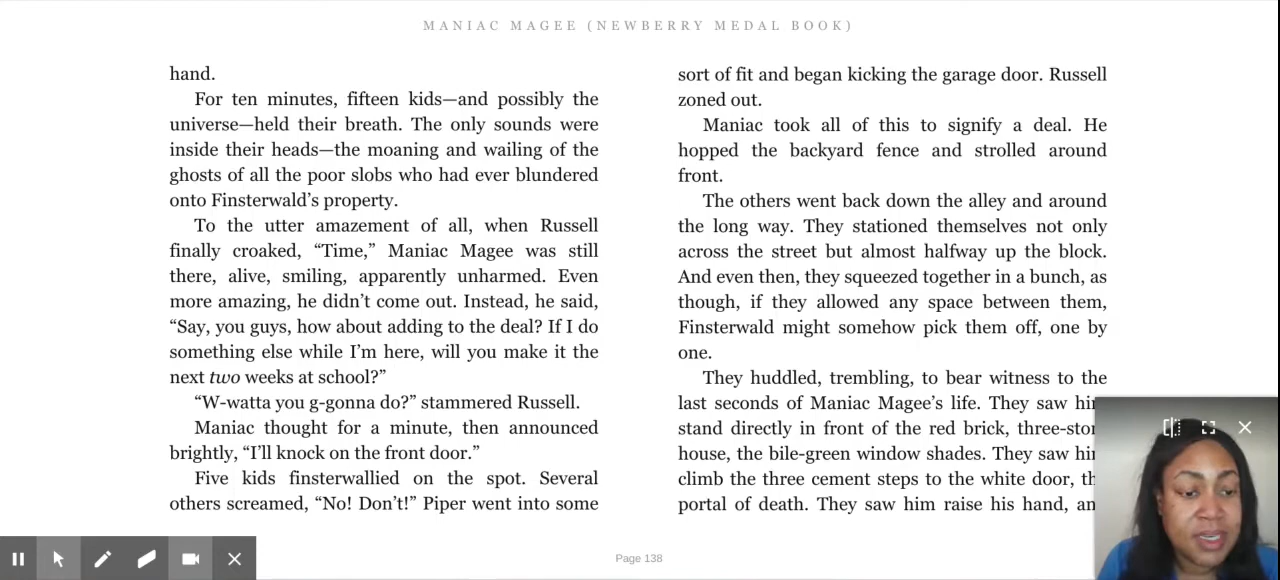 MANIAC MAGEE (NEWBERRY MEDAL BOOK)
hand.
For ten minutes, fifteen kids—and possibly the
universe—held their breath. The only sounds were
inside their heads—the moaning and wailing of the
ghosts of all the poor slobs who had ever blundered
onto Finsterwald’s property.
To the utter amazement of all, when Russell
finally croaked, “Time,” Maniac Magee was still
there, alive, smiling, apparently unharmed. Even
more amazing, he didn’t come out. Instead, he said,
“Say, you guys, how about adding to the deal? If I do
something else while I’m here, will you make it the
next two weeks at school?”
“W-watta you g-gonna do?” stammered Russell.
Maniac thought for a minute, then announced
brightly, “I’ll knock on the front door.”
Five kids finsterwallied on the spot. Several
others screamed, “No! Don’t!” Piper went into some
sort of fit and began kicking the garage door. Russell
zoned out.
Maniac took all of this to signify a deal. He
hopped the backyard fence and strolled around
front.
The others went back down the alley and around
the long way. They stationed themselves not only
across the street but almost halfway up the block.
And even then, they squeezed together in a bunch, as
though, if they allowed any space between them,
Finsterwald might somehow pick them off, one by
one.
They huddled, trembling, to bear witness to the
last seconds of Maniac Magee’s life. They saw
stand directly in front of the red brick,
house, the bile-green window shades. They saw
climb the three cement steps to the white door,
portal of death. They saw him raise his hand,
Page 138